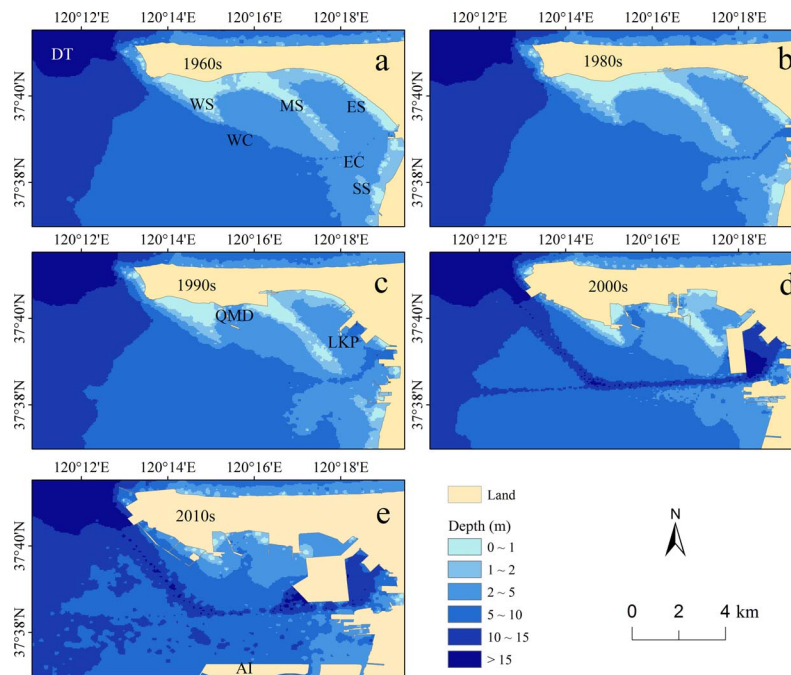 120°12'E 120°14'E 120°16'E 120°18'E
DT
1960s
a
37°40'N
WS
MS
ES
WC
EC
37°38'N
SS
120°12'E 120°14'E 120°16'E 120°18'E
1980s
b
37°40'N
37°38'N
120°12'E 120°14'E 120°16'E 120°18'E
1990s
c
QMD
37°40'N
LKP
37°38'N
120°12'E 120°14'E 120°16'E 120°18'E
2000s
d
37°40'N
37°38'N
120°12'E 120°14'E 120°16'E 120°18'E
2010s
e
37°40'N
37°38'N
AI
Land
Depth (m)
0 ~ 1
1 ~ 2
2 ~ 5
5 ~ 10
10 ~ 15
> 15
N
0 2 4 km